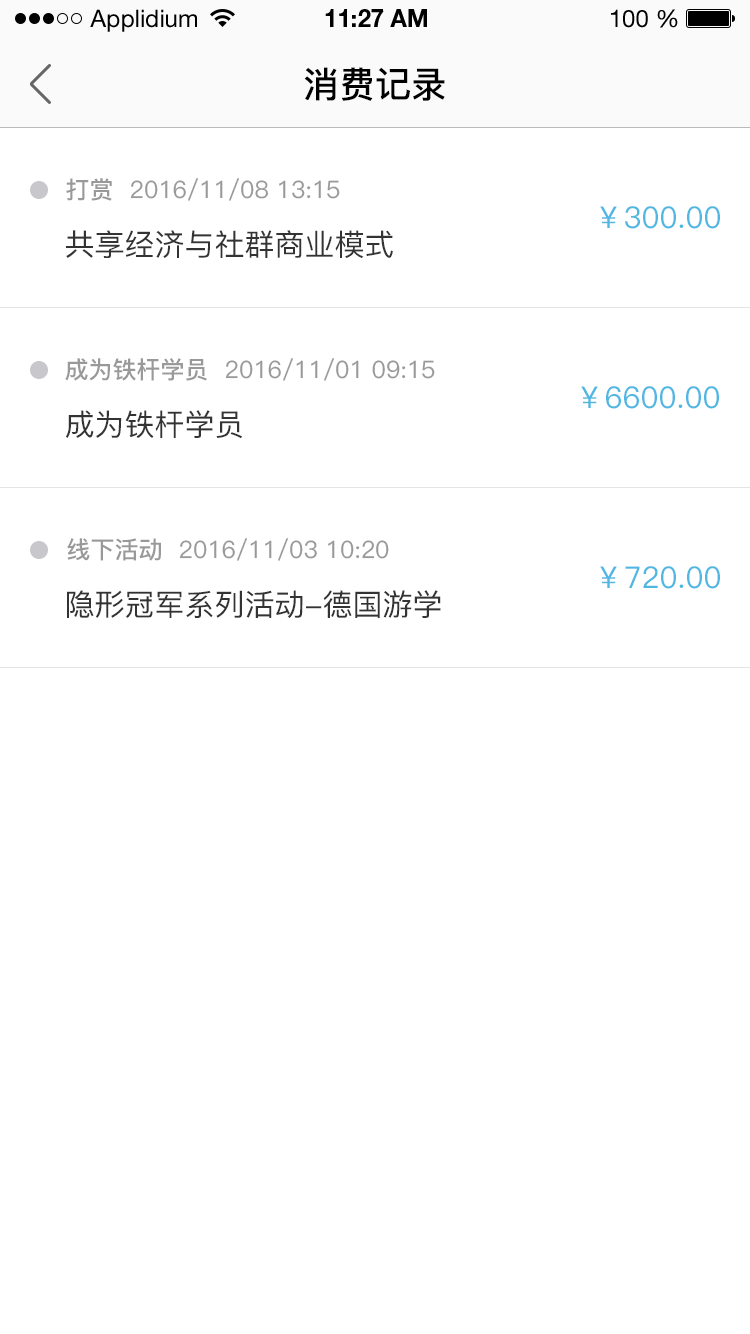 Applidium 11:27 AM 100 %
消费记录
打赏 2016/11/08 13:15
¥ 300.00
共享经济与社群商业模式
成为铁杆学员 2016/11/01 09:15
¥ 6600.00
成为铁杆学员
线下活动 2016/11/03 10:20
¥ 720.00
隐形冠军系列活动–德国游学